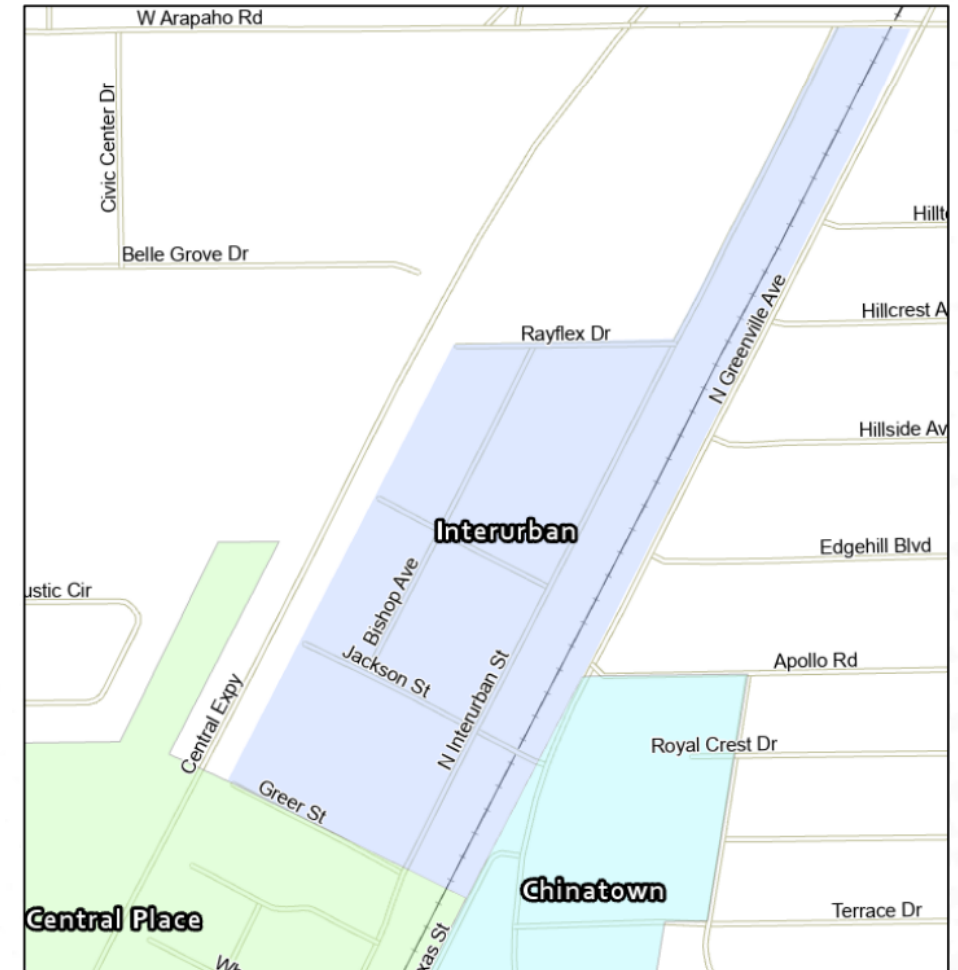 W Arapaho Rd
Civic Center Dr
Hillt
Belle Grove Dr
N Greenville Ave
Hillcrest A
Rayflex Dr
Hillside Av
Interurban
Edgehill Blvd
ustic Cir
Bishop Ave
Jackson St
N Interurban St
Apollo Rd
Central Expy
Royal Crest Dr
Greer St
Chinatown
Central Place
Terrace Dr
xas St